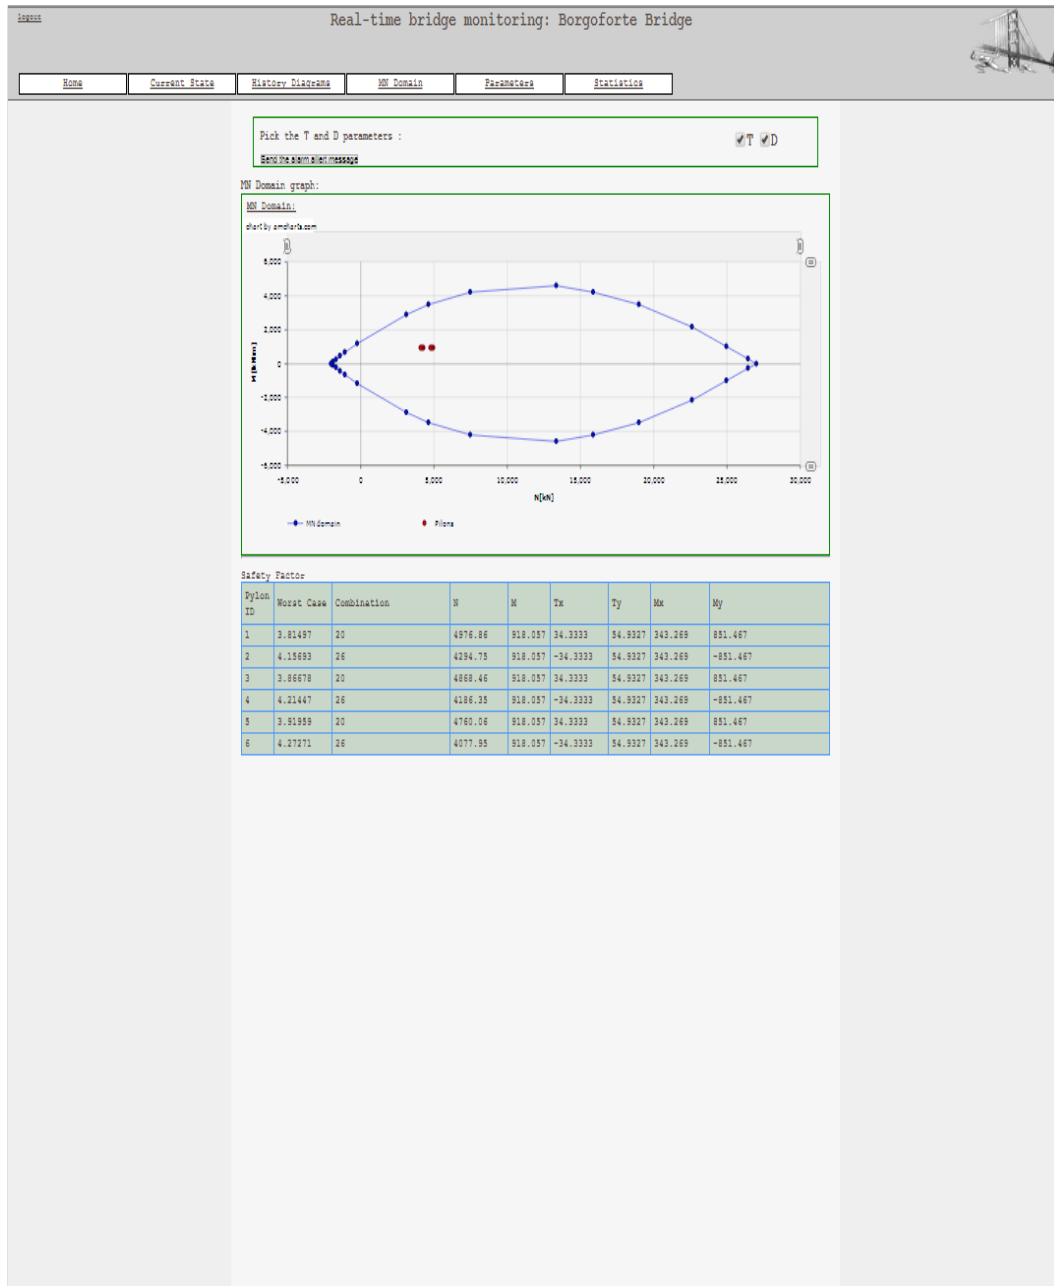 logout
Real-time bridge monitoring: Borgoforte Bridge
Home Current State History Diagrams MN Domain Parameters Statistics
Pick the T and D parameters : T D
Send the alarm alert message
MN Domain graph:
MN Domain:
chart by amcharts.com
6,000
4,000
2,000
0
-2,000
-4,000
-6,000
-5,000 0 5,000 10,000 15,000 20,000 25,000 30,000
N[kN]
MN domain Pilons
Safety Factor
Pylon ID Worst Case Combination N M Tx Ty Mx My
1 3.81497 20 4976.86 918.057 34.3333 54.9327 343.269 851.467
2 4.15693 26 4294.75 918.057 -34.3333 54.9327 343.269 -851.467
3 3.86678 20 4868.46 918.057 34.3333 54.9327 343.269 851.467
4 4.21447 26 4186.35 918.057 -34.3333 54.9327 343.269 -851.467
5 3.91959 20 4760.06 918.057 34.3333 54.9327 343.269 851.467
6 4.27271 26 4077.95 918.057 -34.3333 54.9327 343.269 -851.467